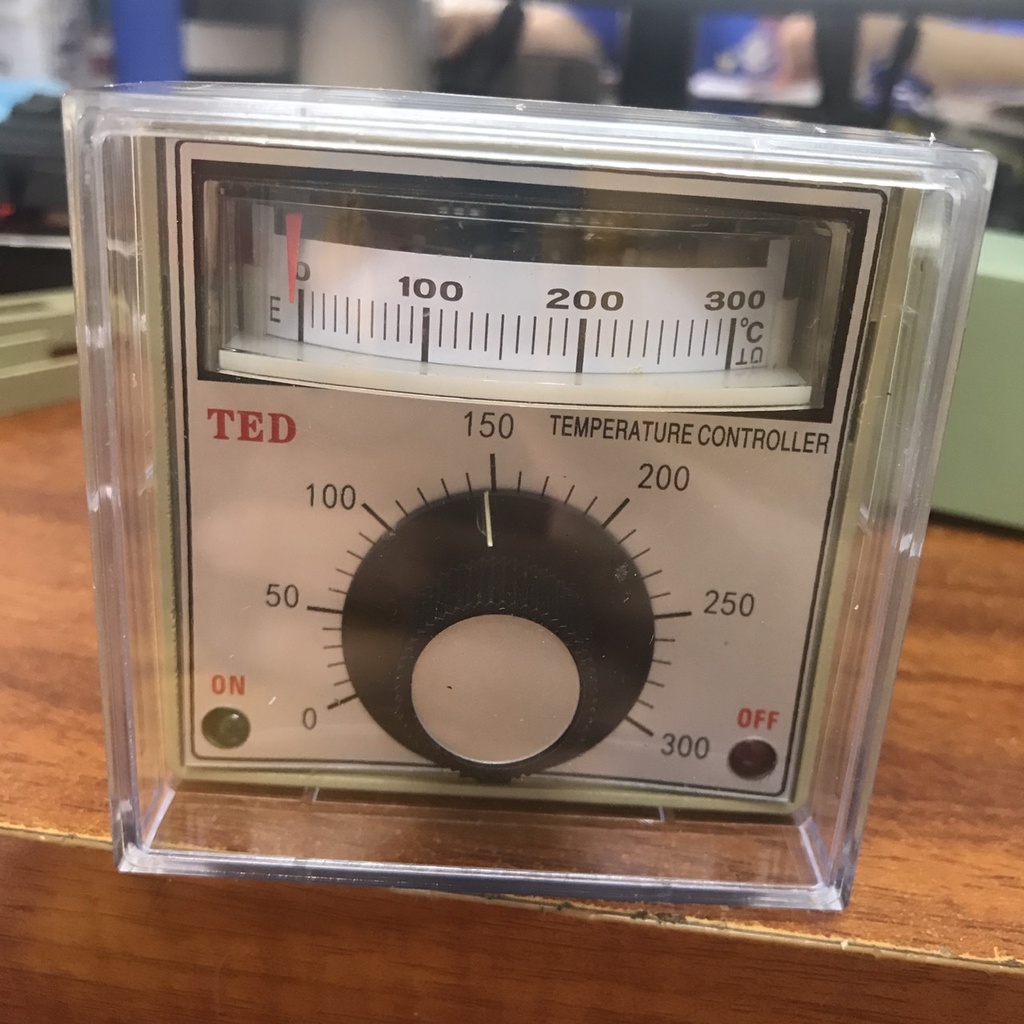 0 100 200 300
E °C
TED 150 TEMPERATURE CONTROLLER
100 200
50 250
ON
0 300 OFF